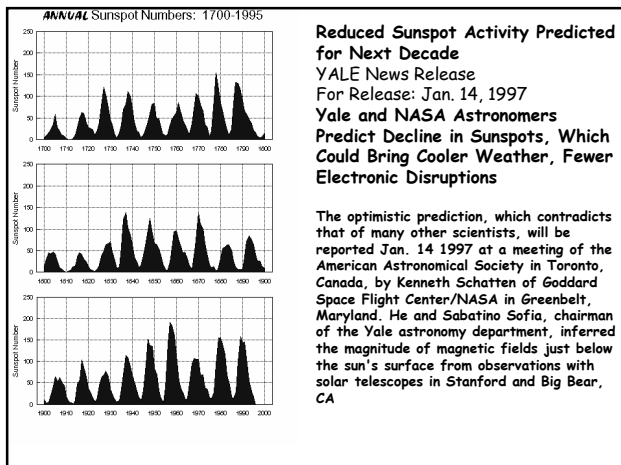 ANNUAL Sunspot Numbers: 1700-1995
250
200
150
100
50
0
Sunspot Number
1700 1710 1720 1730 1740 1750 1760 1770 1780 1790 1800
250
200
150
100
50
0
Sunspot Number
1800 1810 1820 1830 1840 1850 1860 1870 1880 1890 1900
250
200
150
100
50
0
Sunspot Number
1900 1910 1920 1930 1940 1950 1960 1970 1980 1990 2000
Reduced Sunspot Activity Predicted
for Next Decade
YALE News Release
For Release: Jan. 14, 1997
Yale and NASA Astronomers
Predict Decline in Sunspots, Which
Could Bring Cooler Weather, Fewer
Electronic Disruptions
The optimistic prediction, which contradicts
that of many other scientists, will be
reported Jan. 14 1997 at a meeting of the
American Astronomical Society in Toronto,
Canada, by Kenneth Schatten of Goddard
Space Flight Center/NASA in Greenbelt,
Maryland. He and Sabatino Sofia, chairman
of the Yale astronomy department, inferred
the magnitude of magnetic fields just below
the sun's surface from observations with
solar telescopes in Stanford and Big Bear,
CA